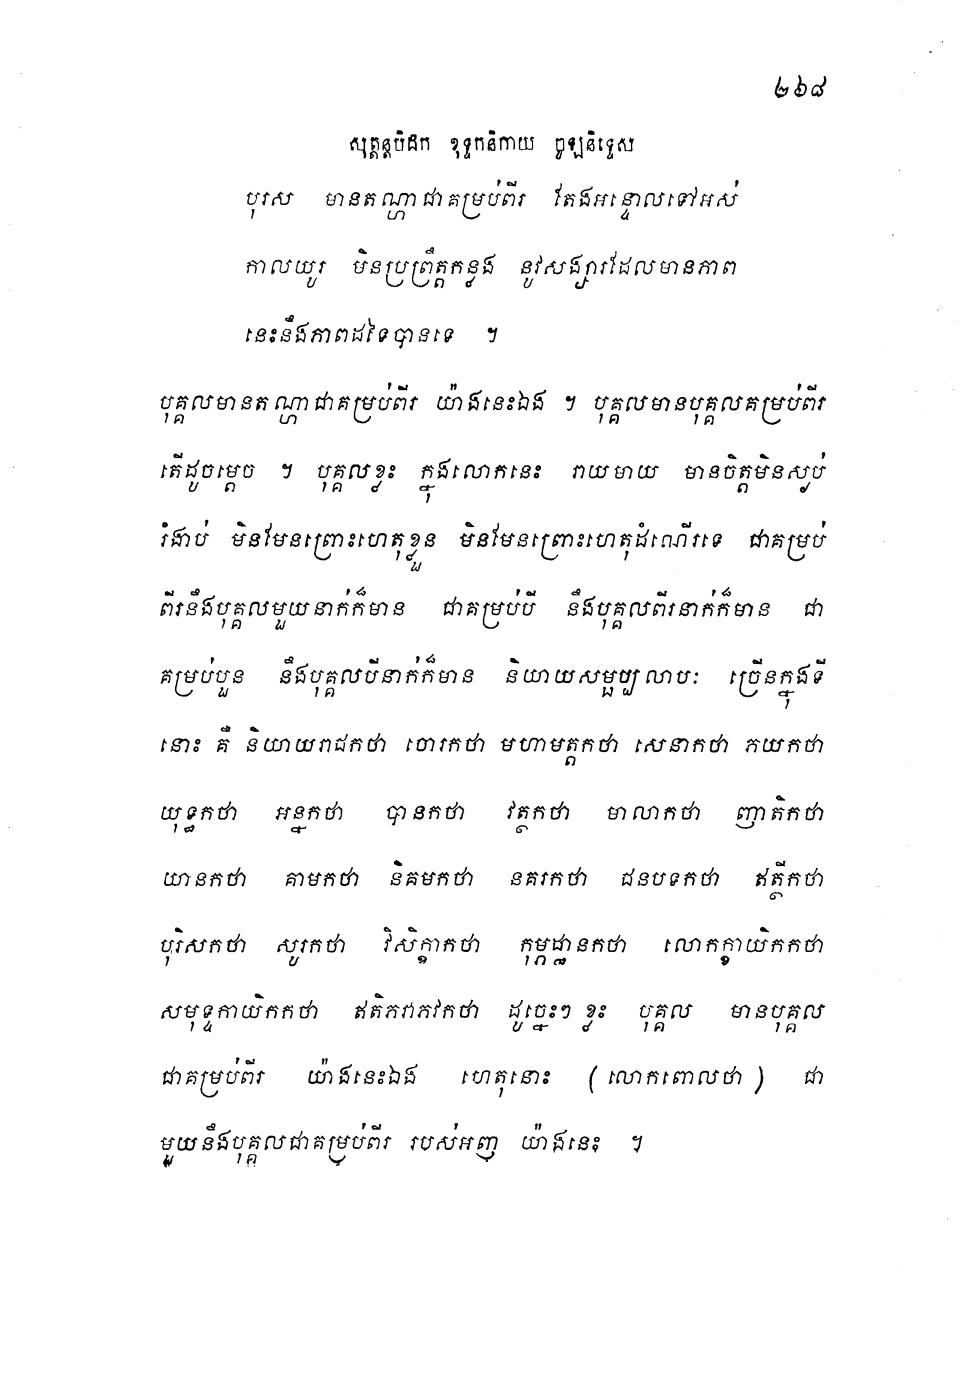 ២៦៨
សុត្តន្តបិដក ខុទ្ទកនិកាយ ចូឡនិទ្ទេស
បុរស មានតណ្ហាជាគម្រប់ពីរ តែងអន្ទោលទៅអស់
កាលយូរ មិនប្រព្រឹត្តកន្លង នូវសង្សារដែលមានភាព
នេះនឹងភាពដទៃបានទេ ។
បុគ្គលមានតណ្ហាជាគម្រប់ពីរ យ៉ាងនេះឯង ។ បុគ្គលមានបុគ្គលគម្រប់ពីរ
តើដូចម្តេច ។ បុគ្គលខ្លះ ក្នុងលោកនេះ រាយមាយ មានចិត្តមិនស្ងប់
រំងាប់ មិនមែនព្រោះហេតុខ្លួន មិនមែនព្រោះហេតុដំណើរទេ ជាគម្រប់
ពីរនឹងបុគ្គលមួយនាក់ក៏មាន ជាគម្រប់បី នឹងបុគ្គលពីរនាក់ក៏មាន ជា
គម្រប់បួន នឹងបុគ្គលបីនាក់ក៏មាន និយាយសម្ផប្បលាបៈ ច្រើនក្នុងទី
នោះ គឺ និយាយរាជកថា ចោរកថា មហាមត្តកថា សេនាកថា ភយកថា
យុទ្ធកថា អន្នកថា បានកថា វត្ថកថា មាលាកថា ញាតិកថា
យានកថា គាមកថា និគមកថា នគរកថា ជនបទកថា ឥត្ថីកថា
បុរិសកថា សូរកថា វិសិក្ខាកថា កុម្ភដ្ឋានកថា លោកក្ខាយិកកថា
សមុទ្ទកាយិកកថា ឥតិភវាភវកថា ដូច្នេះៗ ខ្លះ បុគ្គល មានបុគ្គល
ជាគម្រប់ពីរ យ៉ាងនេះឯង ហេតុនោះ (លោកពោលថា) ជា
មួយនឹងបុគ្គលជាគម្រប់ពីរ របស់អញ យ៉ាងនេះ ។